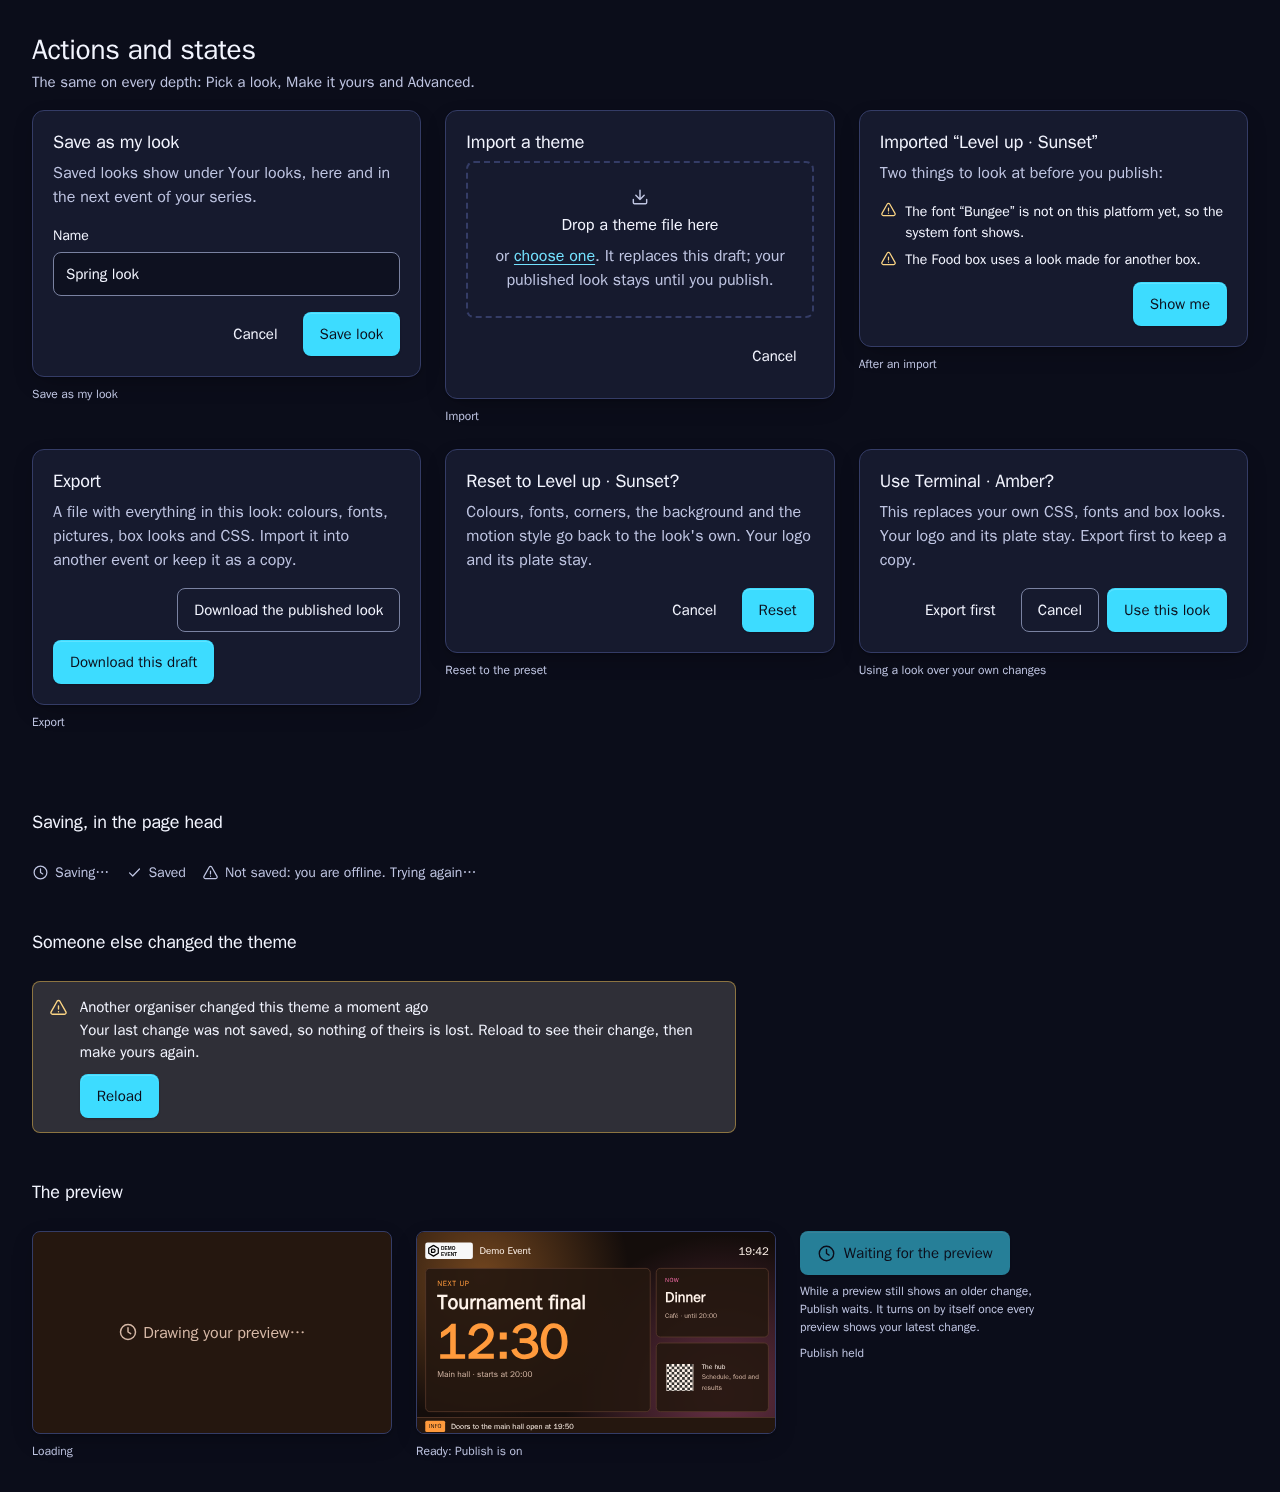 Actions and states
The same on every depth: Pick a look, Make it yours and Advanced.
Save as my look
Saved looks show under Your looks, here and in
the next event of your series.
Name
Spring look
Cancel
Save look
Save as my look
Import a theme
Drop a theme file here
or choose one. It replaces this draft; your
published look stays until you publish.
Cancel
Import
Imported “Level up · Sunset”
Two things to look at before you publish:
The font “Bungee” is not on this platform yet, so the
system font shows.
The Food box uses a look made for another box.
Show me
After an import
Export
A file with everything in this look: colours, fonts,
pictures, box looks and CSS. Import it into
another event or keep it as a copy.
Download the published look
Download this draft
Export
Reset to Level up · Sunset?
Colours, fonts, corners, the background and the
motion style go back to the look's own. Your logo
and its plate stay.
Cancel
Reset
Reset to the preset
Use Terminal · Amber?
This replaces your own CSS, fonts and box looks.
Your logo and its plate stay. Export first to keep a
copy.
Export first
Cancel
Use this look
Using a look over your own changes
Saving, in the page head
Saving…
Saved
Not saved: you are offline. Trying again…
Someone else changed the theme
Another organiser changed this theme a moment ago
Your last change was not saved, so nothing of theirs is lost. Reload to see their change, then
make yours again.
Reload
The preview
Drawing your preview…
Loading
DEMO
EVENT
Demo Event
19:42
NEXT UP
Tournament final
12:30
Main hall · starts at 20:00
NOW
Dinner
Café · until 20:00
The hub
Schedule, food and
results
INFO
Doors to the main hall open at 19:50
Ready: Publish is on
Waiting for the preview
While a preview still shows an older change,
Publish waits. It turns on by itself once every
preview shows your latest change.
Publish held